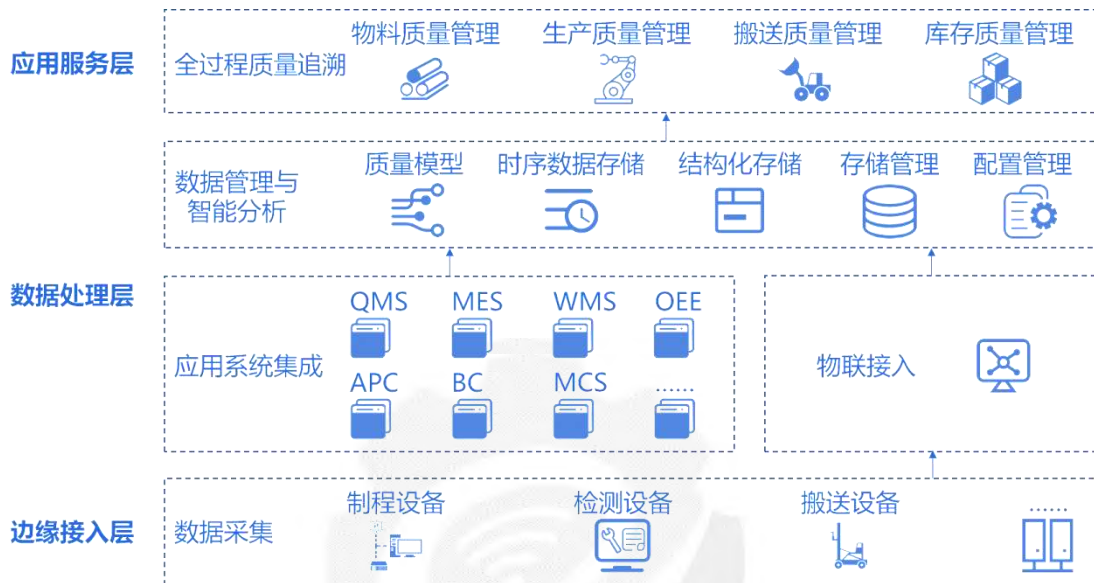 应用服务层
全过程质量追溯
物料质量管理
生产质量管理
搬送质量管理
库存质量管理
数据处理层
数据管理与
智能分析
质量模型
时序数据存储
结构化存储
存储管理
配置管理
应用系统集成
QMS
MES
WMS
OEE
APC
BC
MCS
......
物联接入
边缘接入层
数据采集
制程设备
检测设备
搬送设备
......